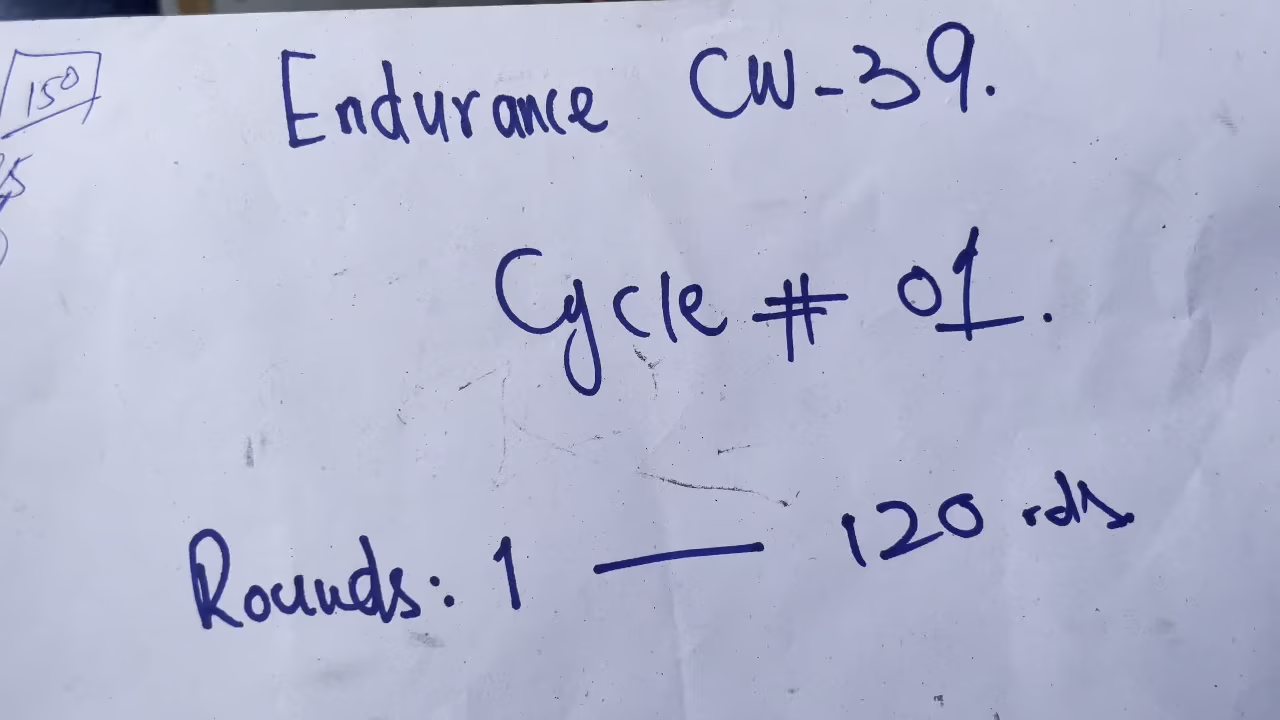 150
Endurance CW-39.
Cycle # 01.
Rounds: 1 — 120 rds.